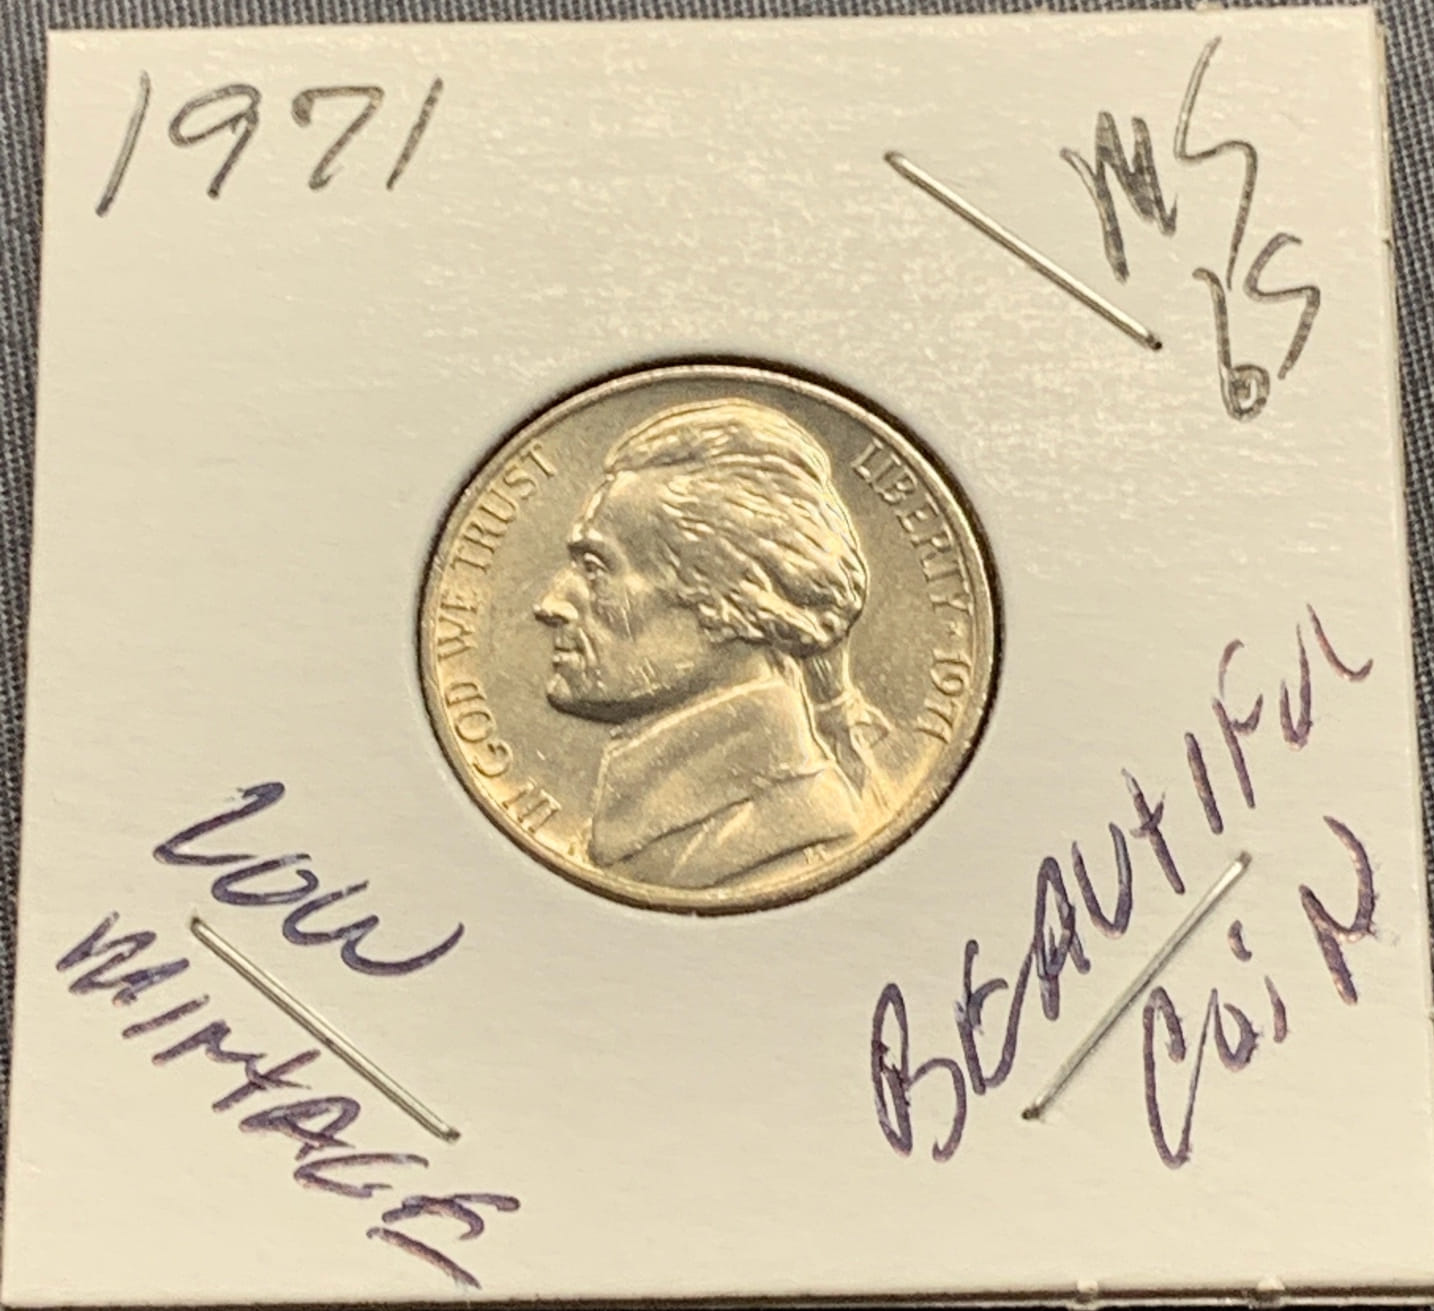 1971
MS
65
IN GOD WE TRUST
LIBERTY
1971
LOW
MINTAGE
BEAUTIFUL
COIN